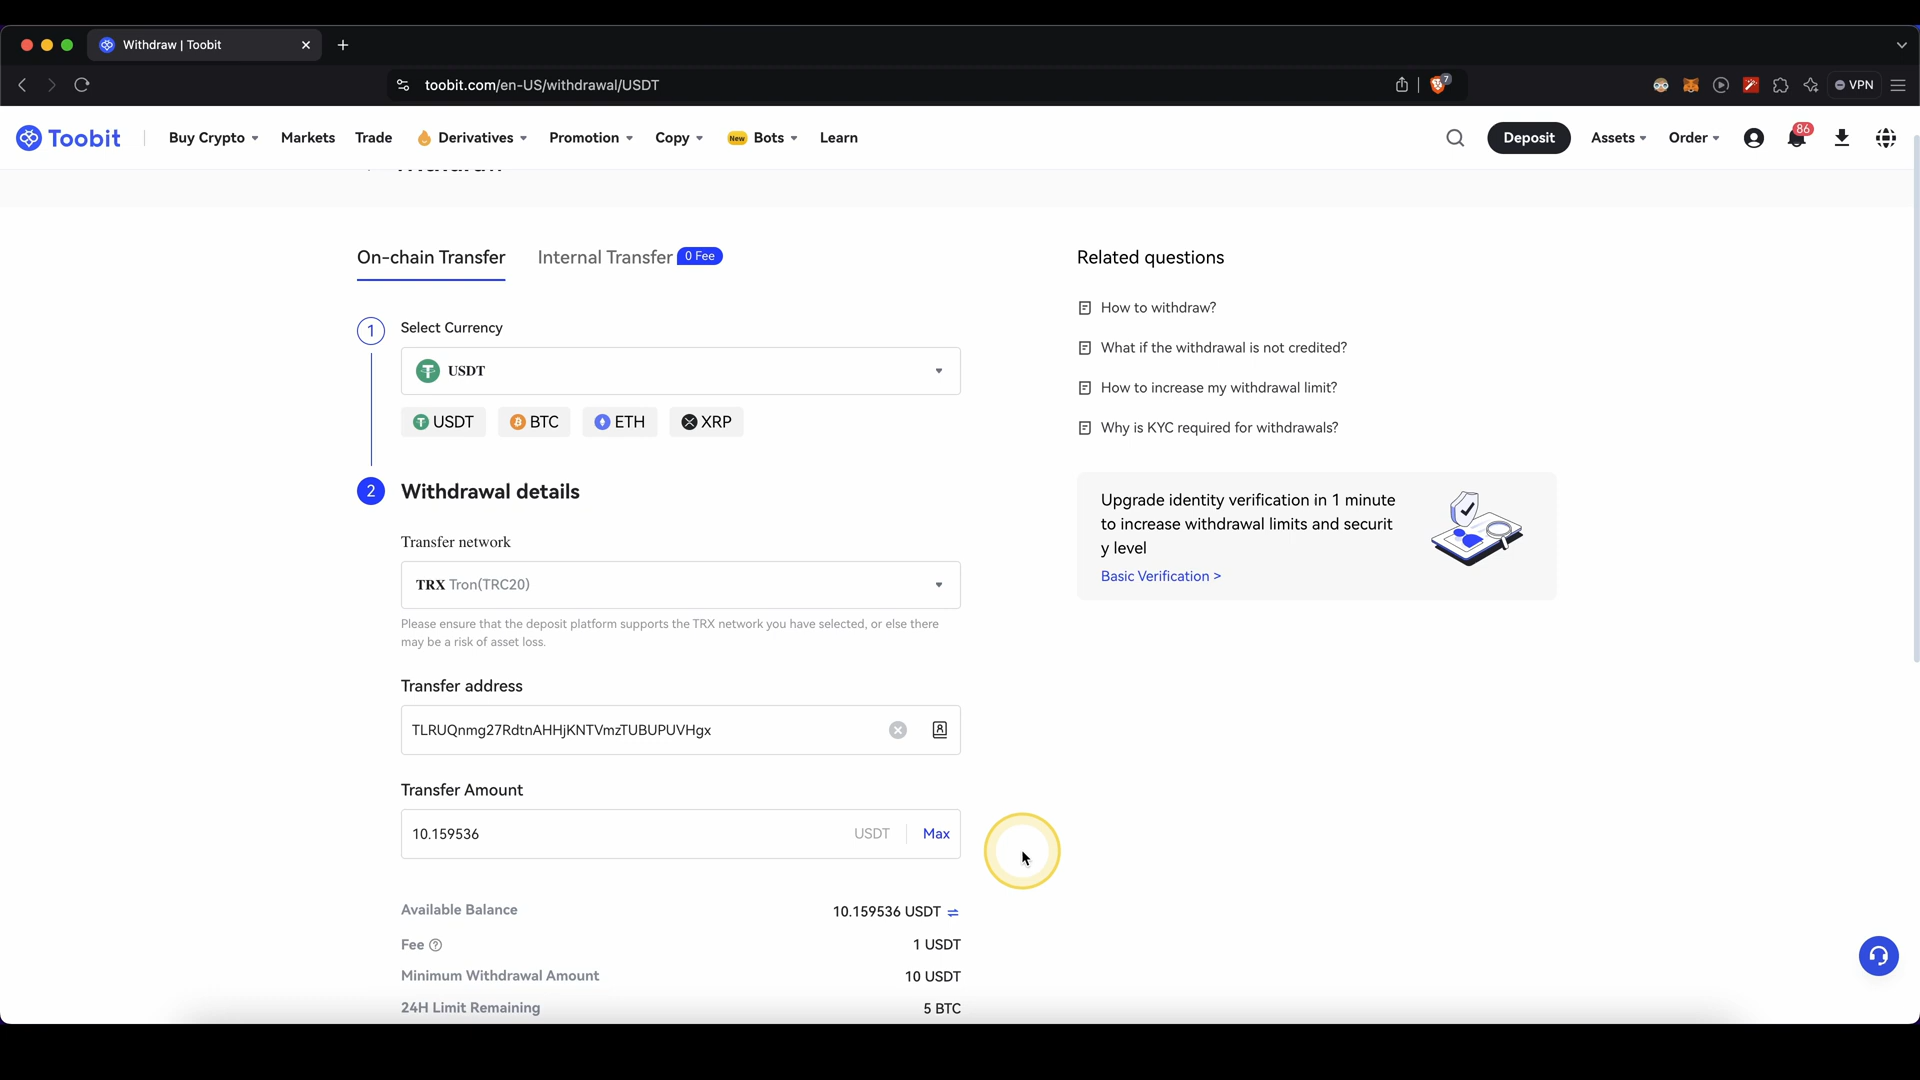 Withdraw | Toobit
toobit.com/en-US/withdrawal/USDT
7
VPN
Toobit
Buy Crypto
Markets
Trade
Derivatives
Promotion
Copy
New
Bots
Learn
Deposit
Assets
Order
86
On-chain Transfer
Internal Transfer
0 Fee
Related questions
1
Select Currency
USDT
USDT
BTC
ETH
XRP
How to withdraw?
What if the withdrawal is not credited?
How to increase my withdrawal limit?
Why is KYC required for withdrawals?
Upgrade identity verification in 1 minute
to increase withdrawal limits and securit
y level
Basic Verification >
2
Withdrawal details
Transfer network
TRX Tron(TRC20)
Please ensure that the deposit platform supports the TRX network you have selected, or else there
may be a risk of asset loss.
Transfer address
TLRUQnmg27RdtnAHHjKNTVmzTUBUPUVHgx
Transfer Amount
10.159536
USDT
Max
Available Balance
10.159536 USDT
Fee
1 USDT
Minimum Withdrawal Amount
10 USDT
24H Limit Remaining
5 BTC